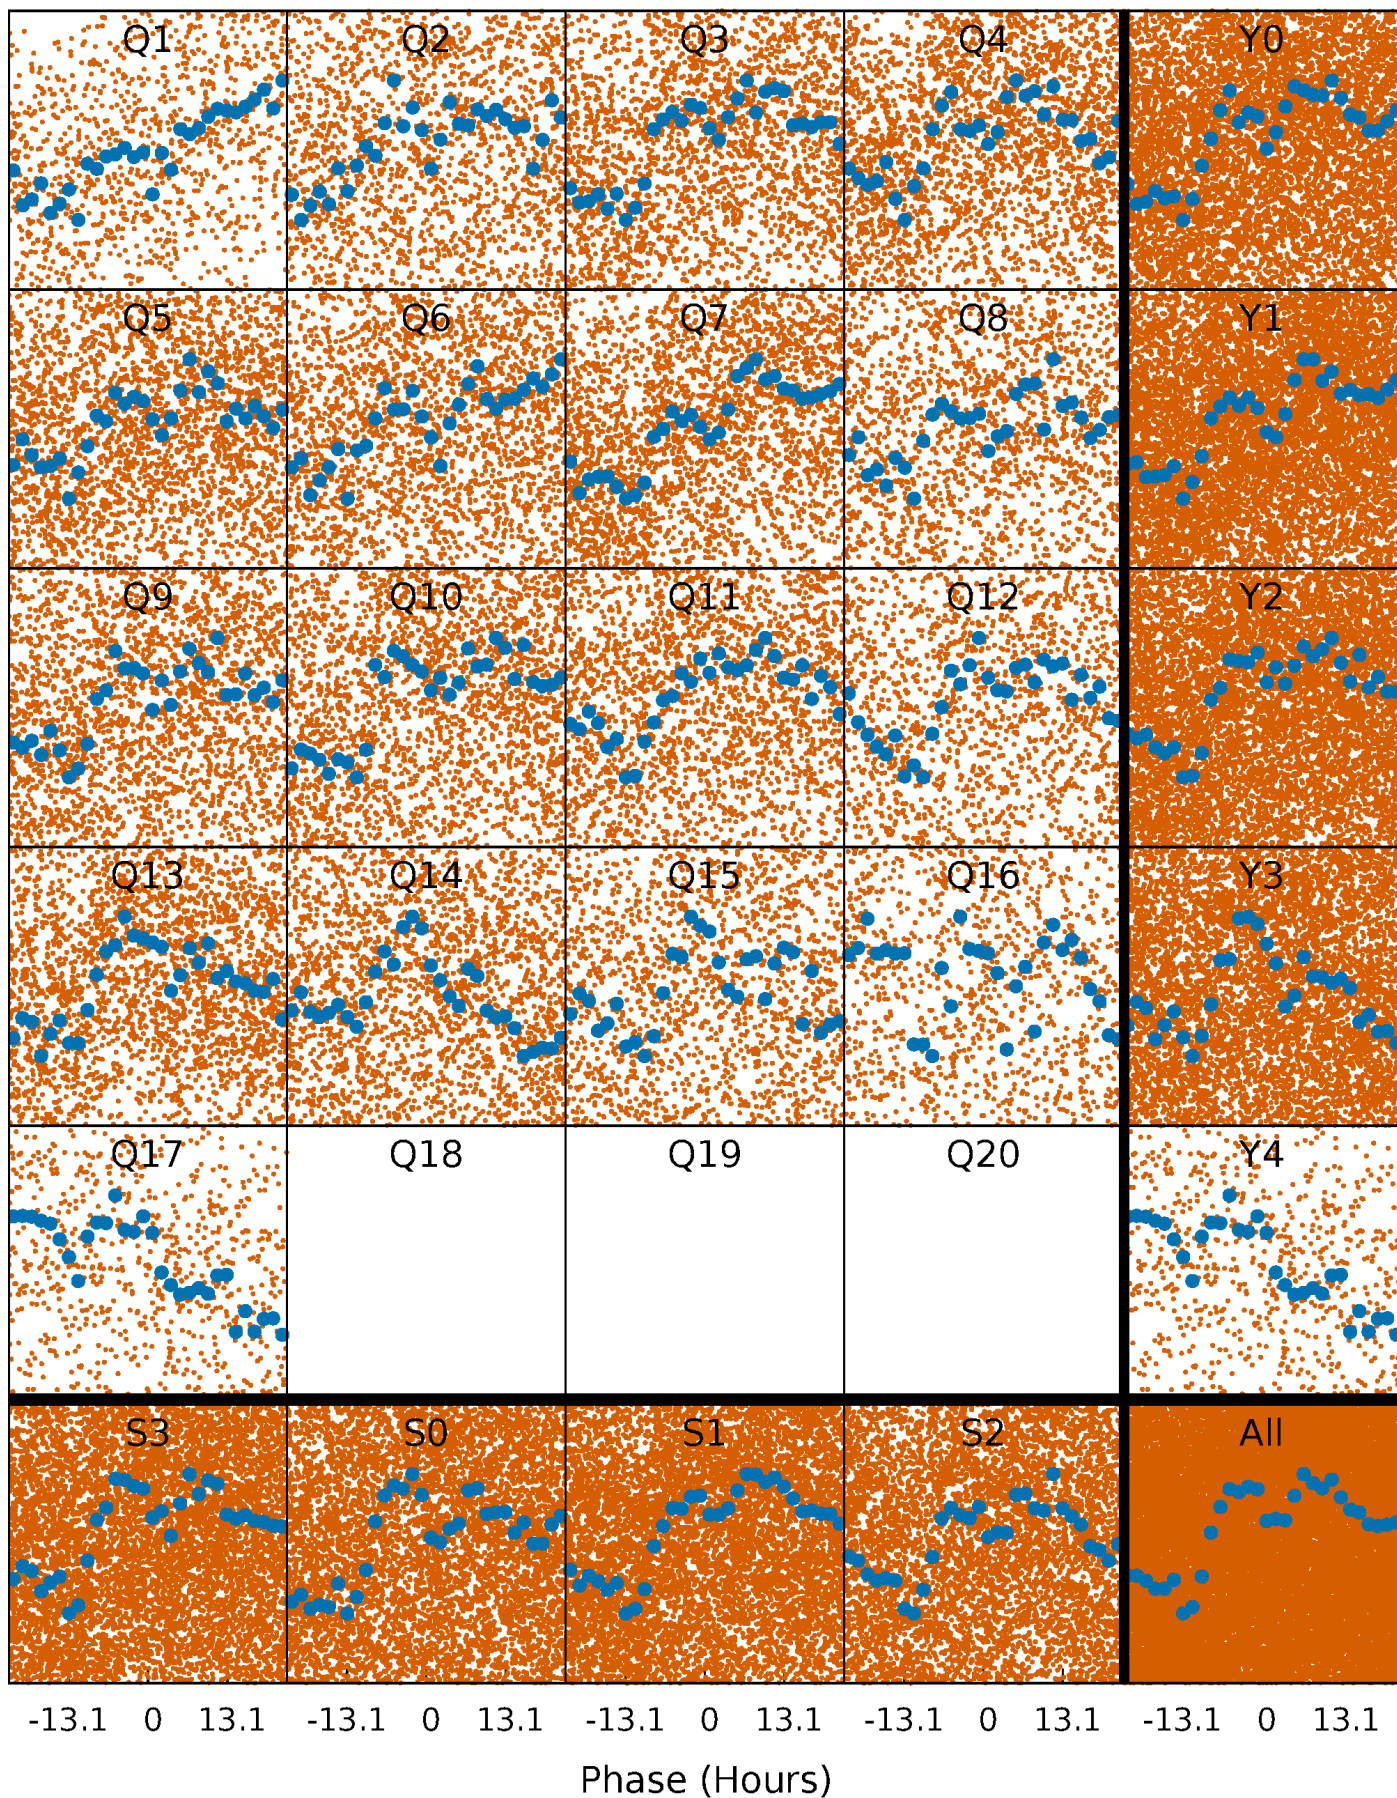 Q1 Q2 Q3 Q4 Y0
Q5 Q6 Q7 Q8 Y1
Q9 Q10 Q11 Q12 Y2
Q13 Q14 Q15 Q16 Y3
Q17 Q18 Q19 Q20 Y4
S3 S0 S1 S2 All
-13.1 0 13.1 -13.1 0 13.1 -13.1 0 13.1 -13.1 0 13.1 -13.1 0 13.1
Phase (Hours)